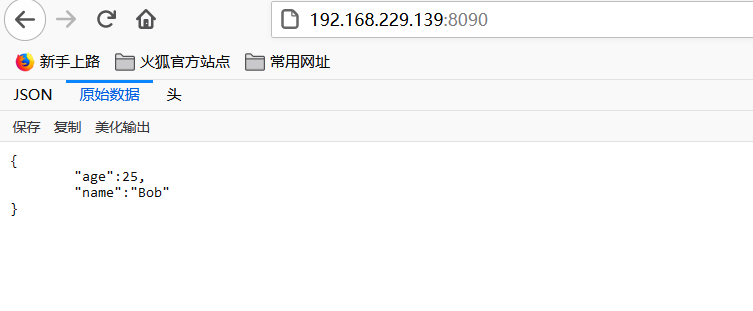 192.168.229.139:8090
新手上路 火狐官方站点 常用网址
JSON 原始数据 头
保存 复制 美化输出
{
"age":25,
"name":"Bob"
}